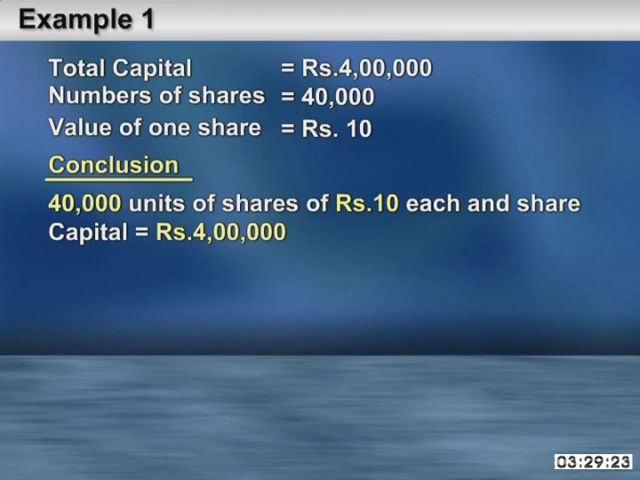 Example 1
Total Capital = Rs.4,00,000
Numbers of shares = 40,000
Value of one share = Rs. 10
Conclusion
40,000 units of shares of Rs.10 each and share
Capital = Rs.4,00,000
03:29:23